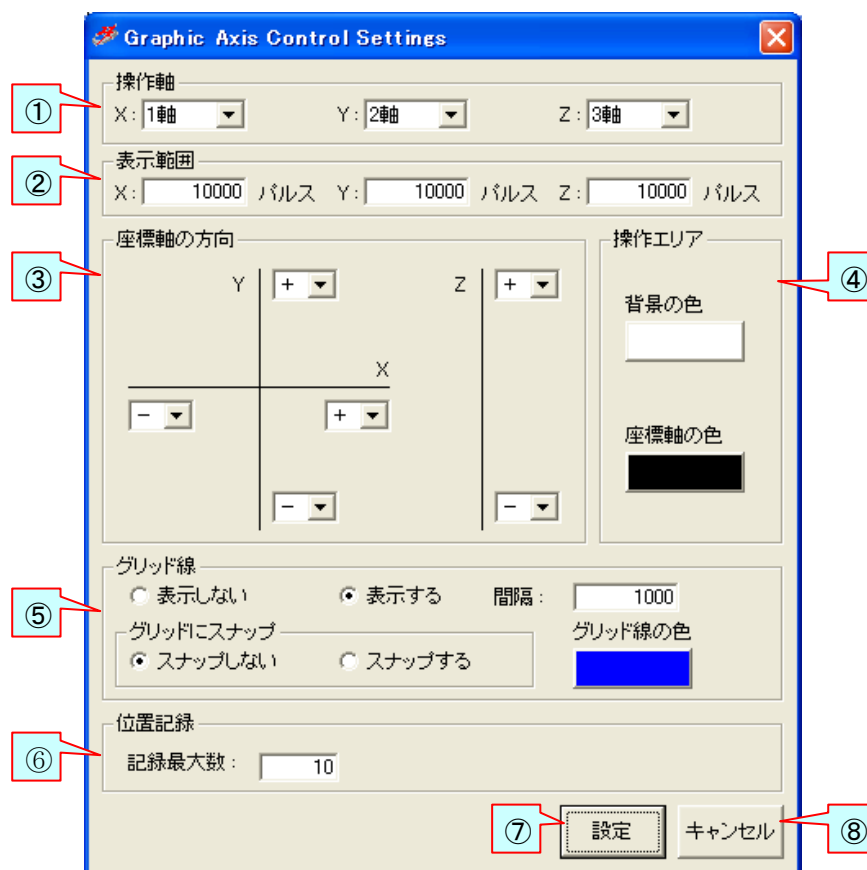 Graphic Axis Control Settings
① 操作軸
X: 1軸 Y: 2軸 Z: 3軸
② 表示範囲
X: 10000 パルス Y: 10000 パルス Z: 10000 パルス
③ 座標軸の方向
Y + Z +
X
- +
- -
操作エリア ④
背景の色
座標軸の色
グリッド線
⑤ 表示しない 表示する 間隔: 1000
グリッドにスナップ グリッド線の色
スナップしない スナップする
位置記録
⑥ 記録最大数: 10
⑦ 設定 キャンセル ⑧